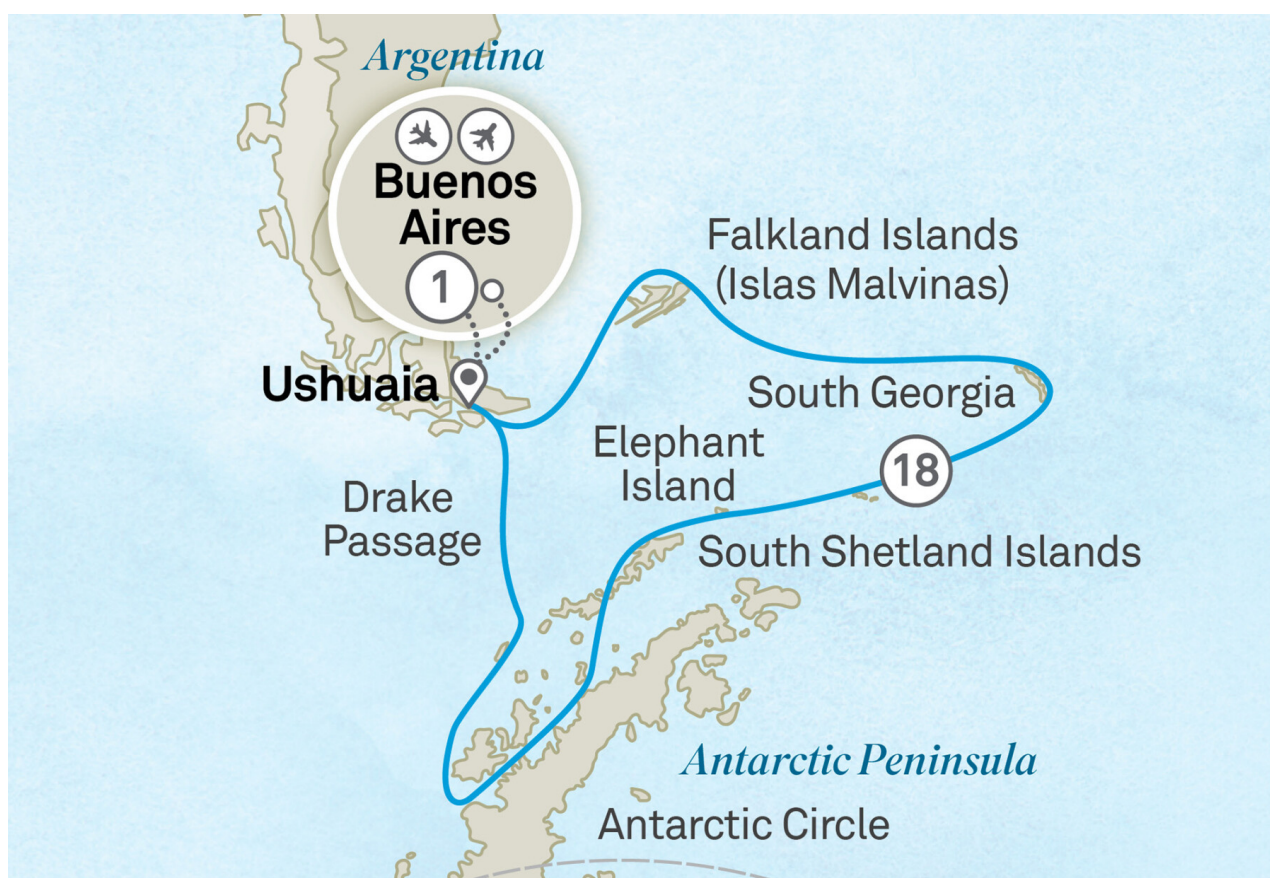 Argentina
Buenos
Aires
1
Falkland Islands
(Islas Malvinas)
Ushuaia
South Georgia
Elephant
Island
18
Drake
Passage
South Shetland Islands
Antarctic Peninsula
Antarctic Circle